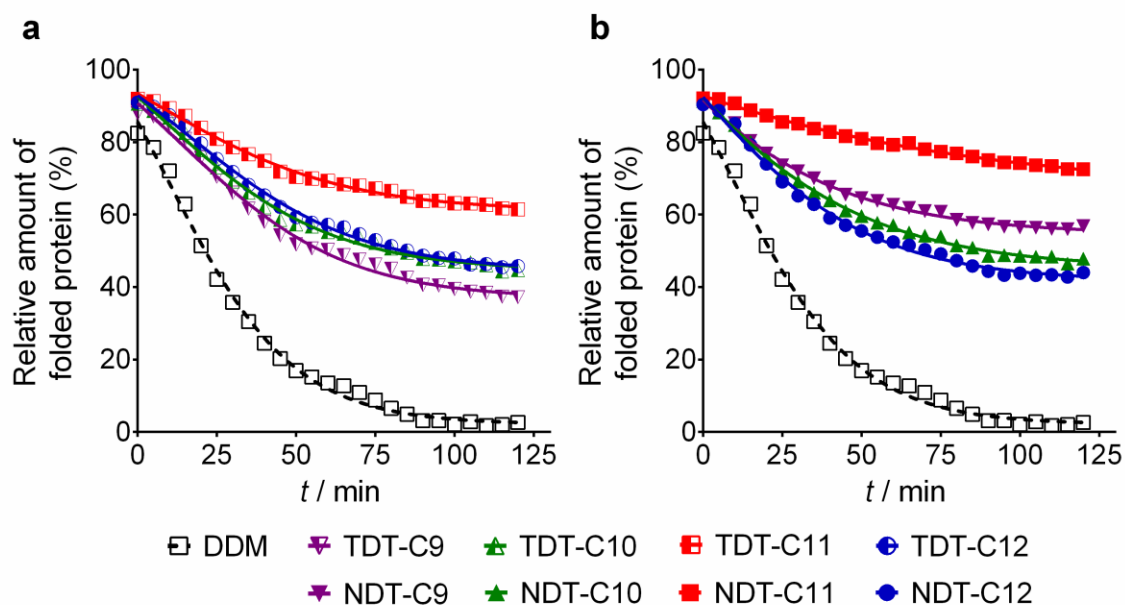 a
b
Relative amount of
folded protein (%)
100
80
60
40
20
0
0 25 50 75 100 125
t / min
Relative amount of
folded protein (%)
100
80
60
40
20
0
0 25 50 75 100 125
t / min
DDM TDT-C9 TDT-C10 TDT-C11 TDT-C12
NDT-C9 NDT-C10 NDT-C11 NDT-C12